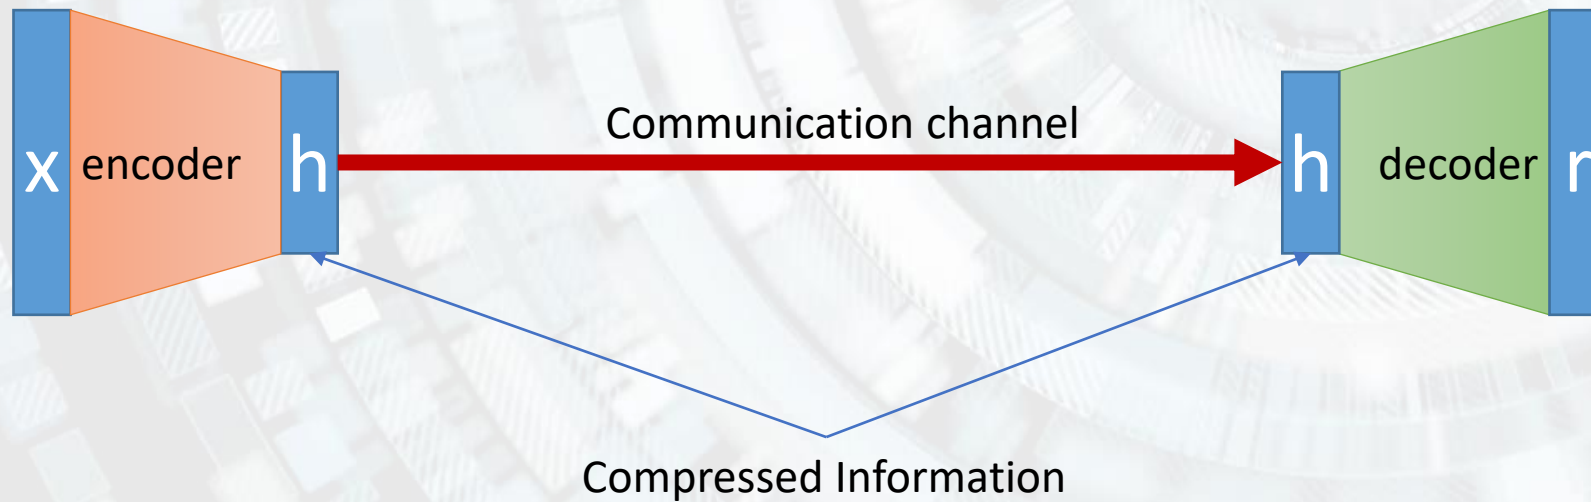 Communication channel
x encoder h
h decoder r
Compressed Information